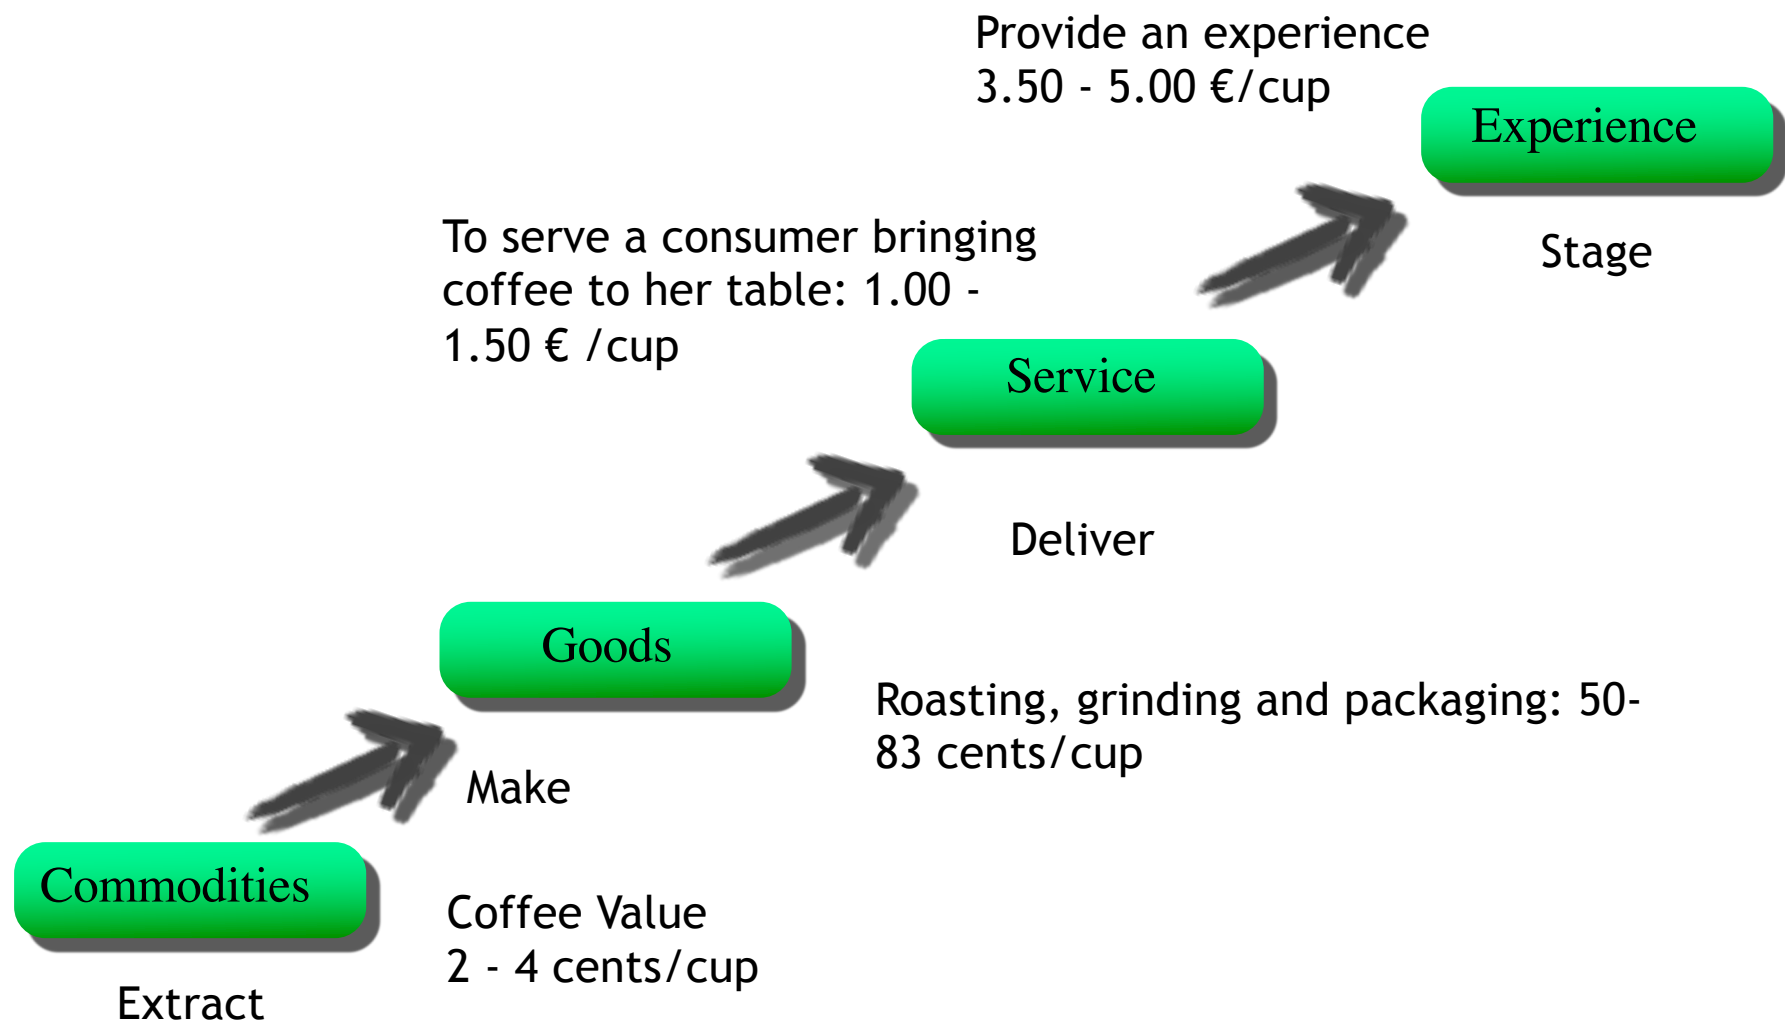 Provide an experience
3.50 - 5.00 €/cup
Experience
Stage
To serve a consumer bringing
coffee to her table: 1.00 -
1.50 € /cup
Service
Deliver
Goods
Roasting, grinding and packaging: 50-
83 cents/cup
Make
Commodities
Coffee Value
2 - 4 cents/cup
Extract